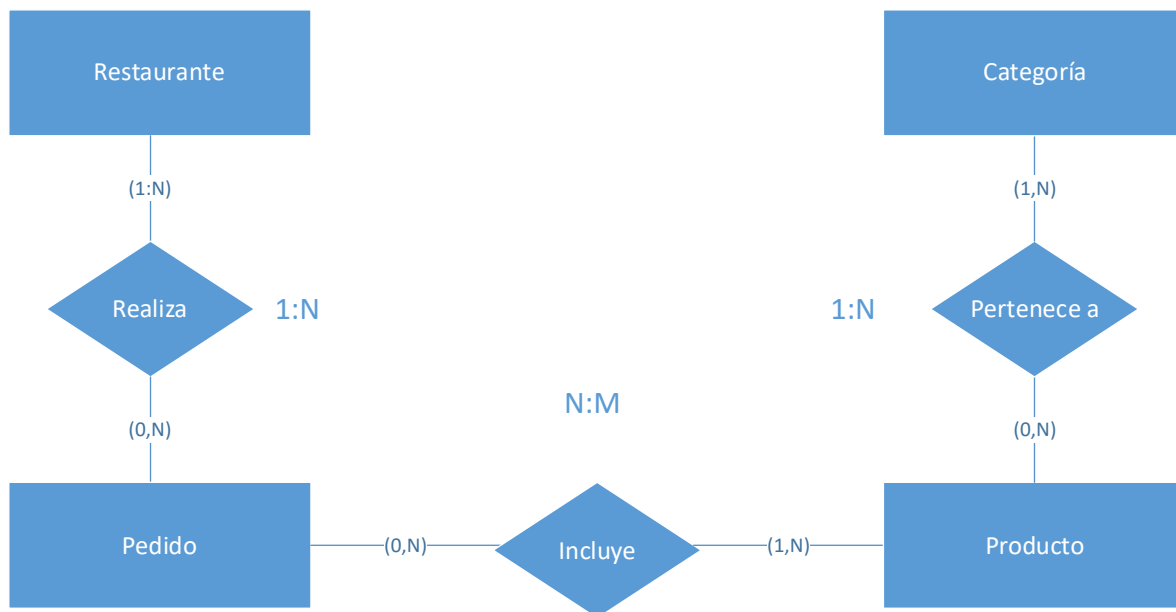 Restaurante
Categoría
(1:N)
(1,N)
Realiza
1:N
1:N
Pertenece a
N:M
(0,N)
(0,N)
Pedido
(0,N)
Incluye
(1,N)
Producto